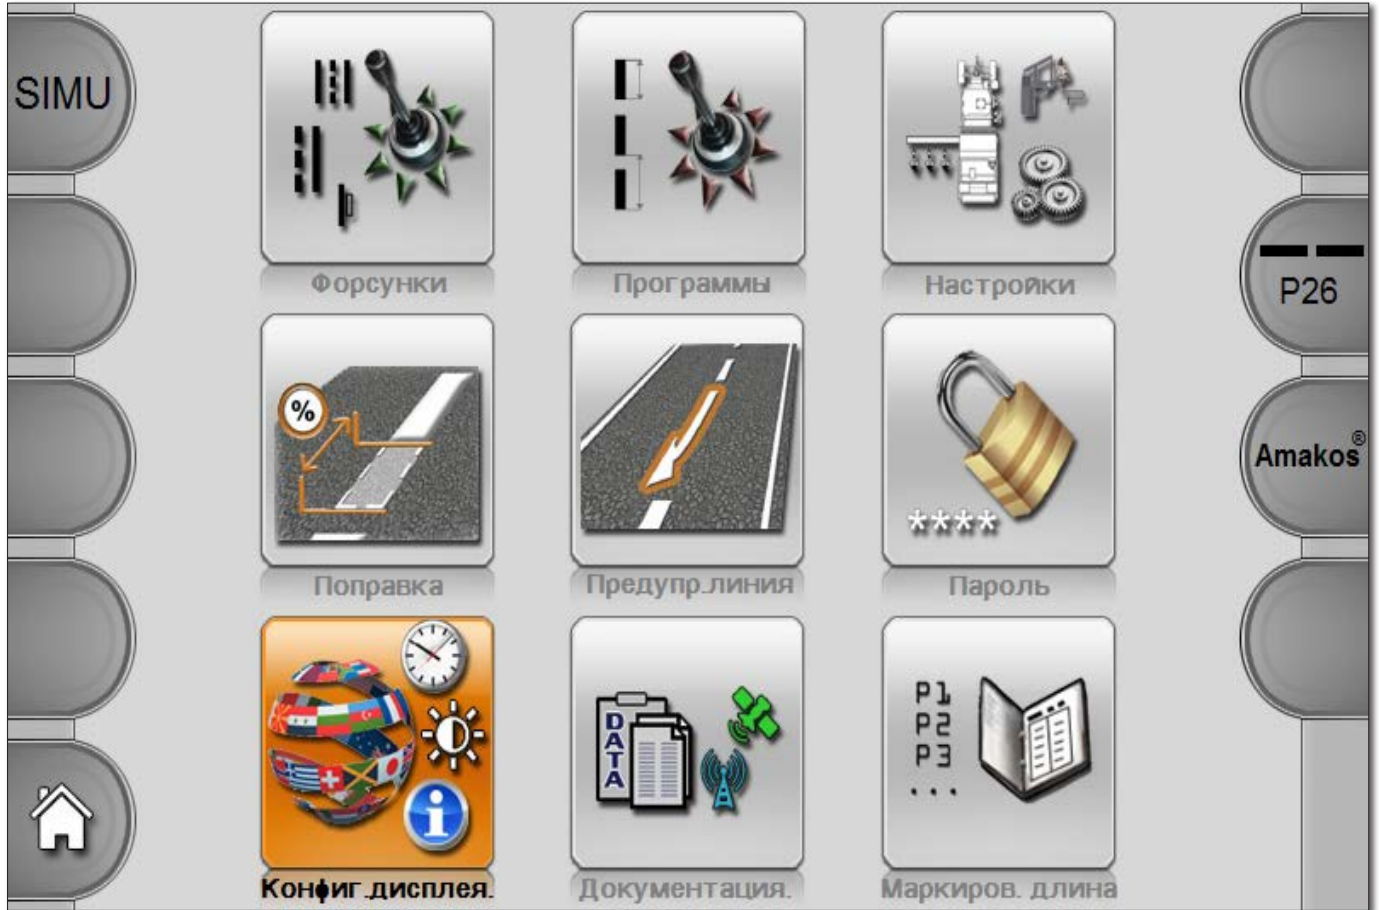 SIMU
Форсунки
Программы
Настройки
P26
%
Поправка
Предупр.линия
****
Пароль
Amakos®
Конфиг.дисплея.
DATA
Документация.
P1
P2
P3
...
Маркиров. длина